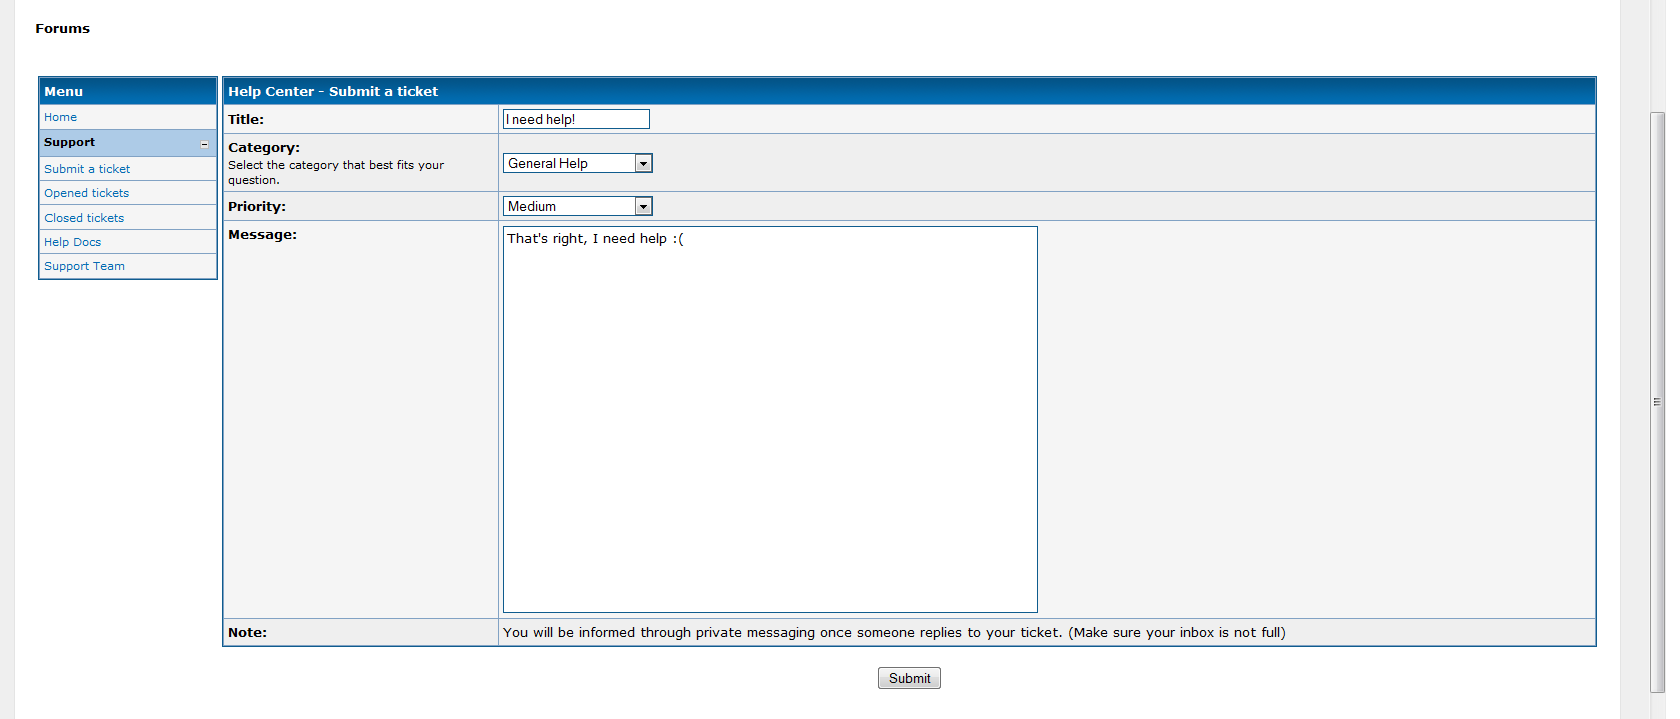 Forums
Menu
Home
Support
Submit a ticket
Opened tickets
Closed tickets
Help Docs
Support Team
Help Center - Submit a ticket
Title:
I need help!
Category:
Select the category that best fits your
question.
General Help
Priority:
Medium
Message:
That's right, I need help :(
Note:
You will be informed through private messaging once someone replies to your ticket. (Make sure your inbox is not full)
Submit